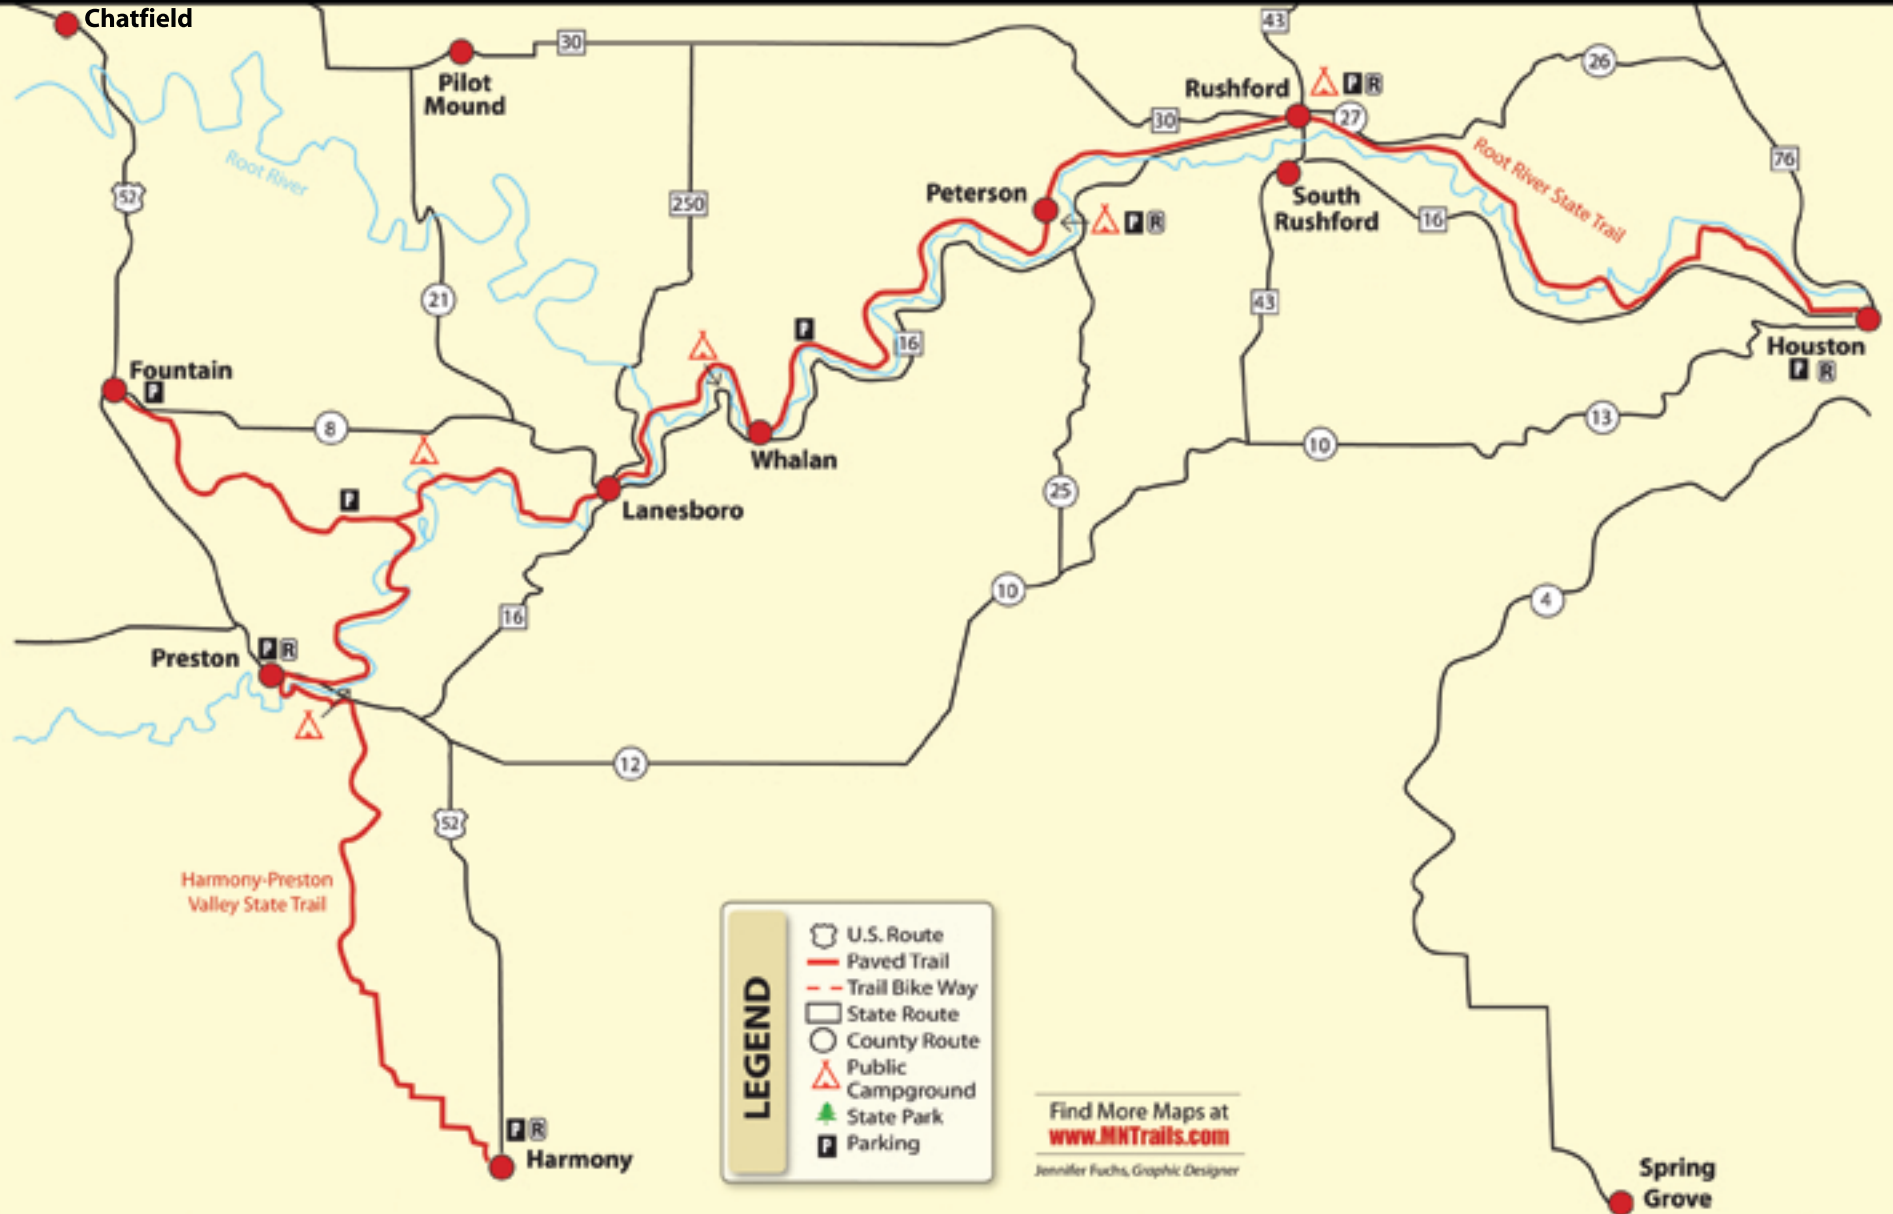 Chatfield
Pilot
Mound
30
43
26
Rushford
P R
27
30
76
Root River
52
Root River State Trail
250
Peterson
P R
South
Rushford
16
21
43
P
16
Houston
P R
Fountain
P
8
13
10
Whalan
P
Lanesboro
25
10
4
16
P R
Preston
12
52
Harmony-Preston
Valley State Trail
P R
Harmony
LEGEND
U.S. Route
Paved Trail
Trail Bike Way
State Route
County Route
Public
Campground
State Park
P Parking
Find More Maps at
www.MNTrails.com
Jennifer Fuchs, Graphic Designer
Spring
Grove